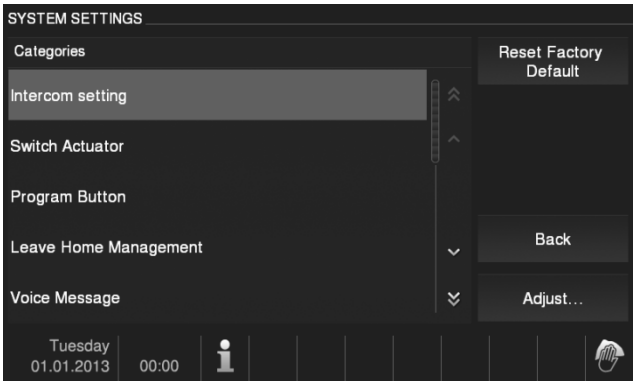 SYSTEM SETTINGS
Categories
Intercom setting
Switch Actuator
Program Button
Leave Home Management
Voice Message
Reset Factory
Default
Back
Adjust...
Tuesday
01.01.2013
00:00
i